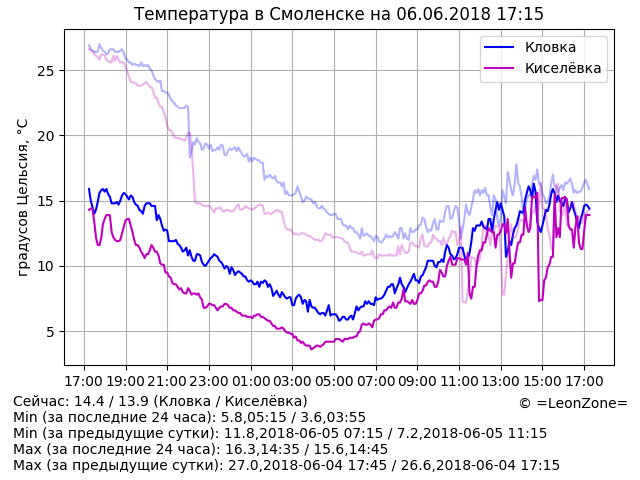 Температура в Смоленске на 06.06.2018 17:15
Кловка
Киселёвка
градусов Цельсия, °C
25
20
15
10
5
17:00 19:00 21:00 23:00 01:00 03:00 05:00 07:00 09:00 11:00 13:00 15:00 17:00
Сейчас: 14.4 / 13.9 (Кловка / Киселёвка)
© =LeonZone=
Min (за последние 24 часа): 5.8,05:15 / 3.6,03:55
Min (за предыдущие сутки): 11.8,2018-06-05 07:15 / 7.2,2018-06-05 11:15
Max (за последние 24 часа): 16.3,14:35 / 15.6,14:45
Max (за предыдущие сутки): 27.0,2018-06-04 17:45 / 26.6,2018-06-04 17:15